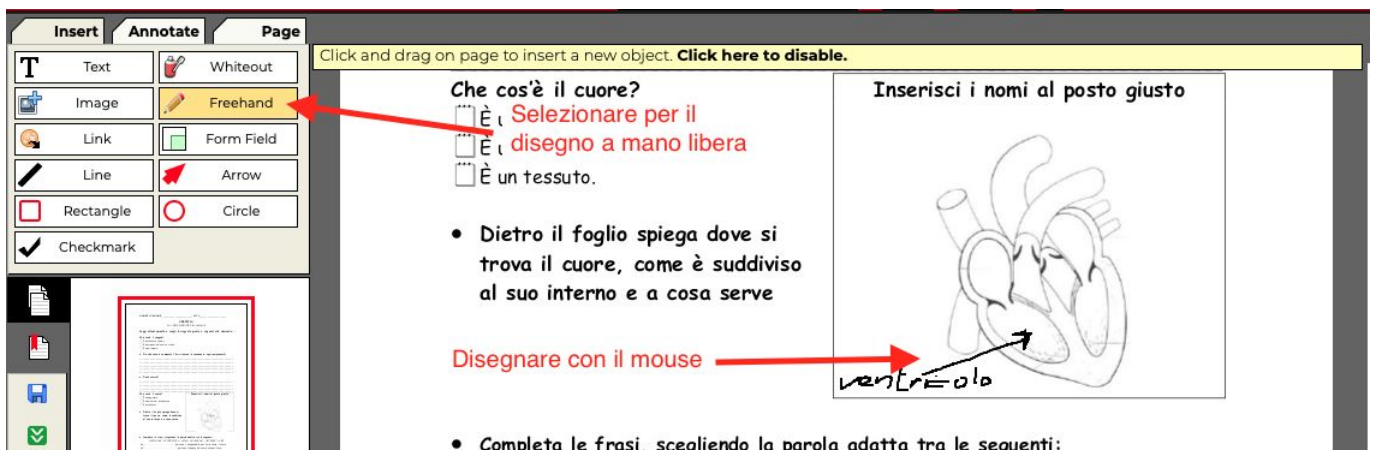 Insert Annotate Page
Text Whiteout
Image Freehand
Link Form Field
Line Arrow
Rectangle Circle
Checkmark
Click and drag on page to insert a new object. Click here to disable.
Che cos'è il cuore?
È
È
È un tessuto.
Selezionare per il
disegno a mano libera
• Dietro il foglio spiega dove si
trova il cuore, come è suddiviso
al suo interno e a cosa serve
Disegnare con il mouse
Inserisci i nomi al posto giusto
ventricolo
• Completa le frasi, scegliendo la parola adatta tra le seguenti: